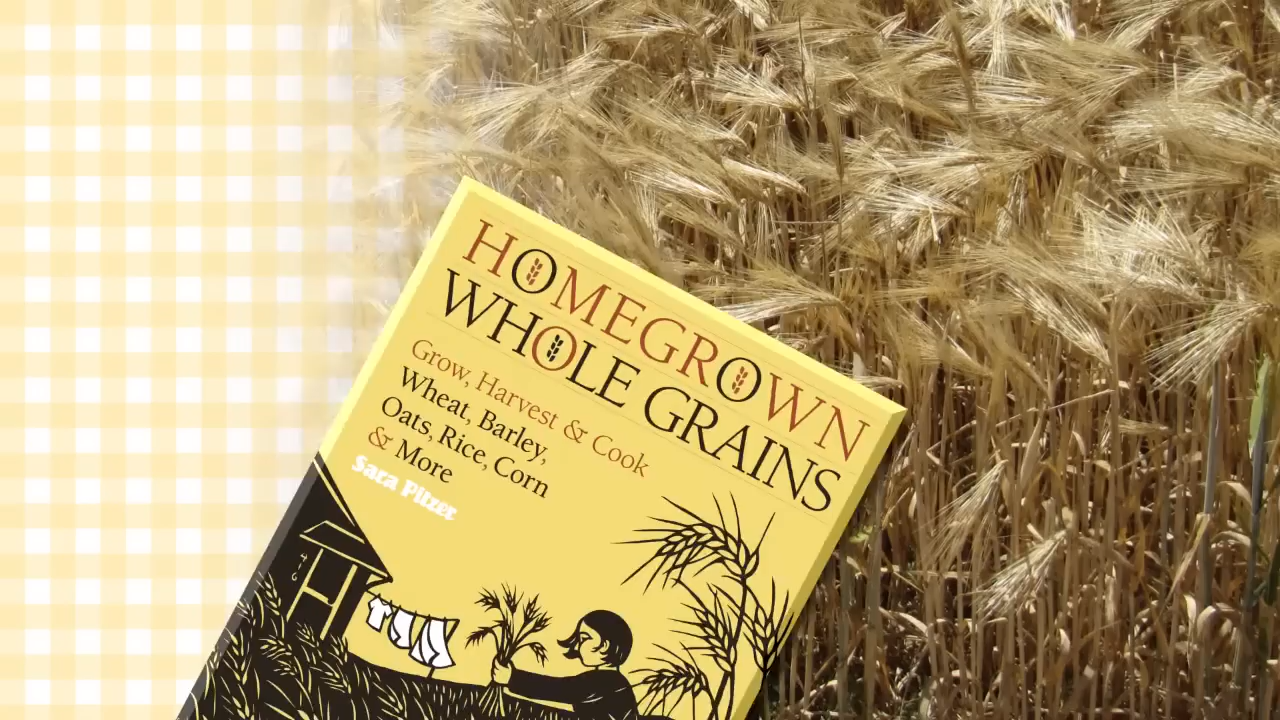 HOMEGROWN
WHOLE GRAINS
Grow, Harvest & Cook
Wheat, Barley,
Oats, Rice, Corn
& More
Sara Pitzer